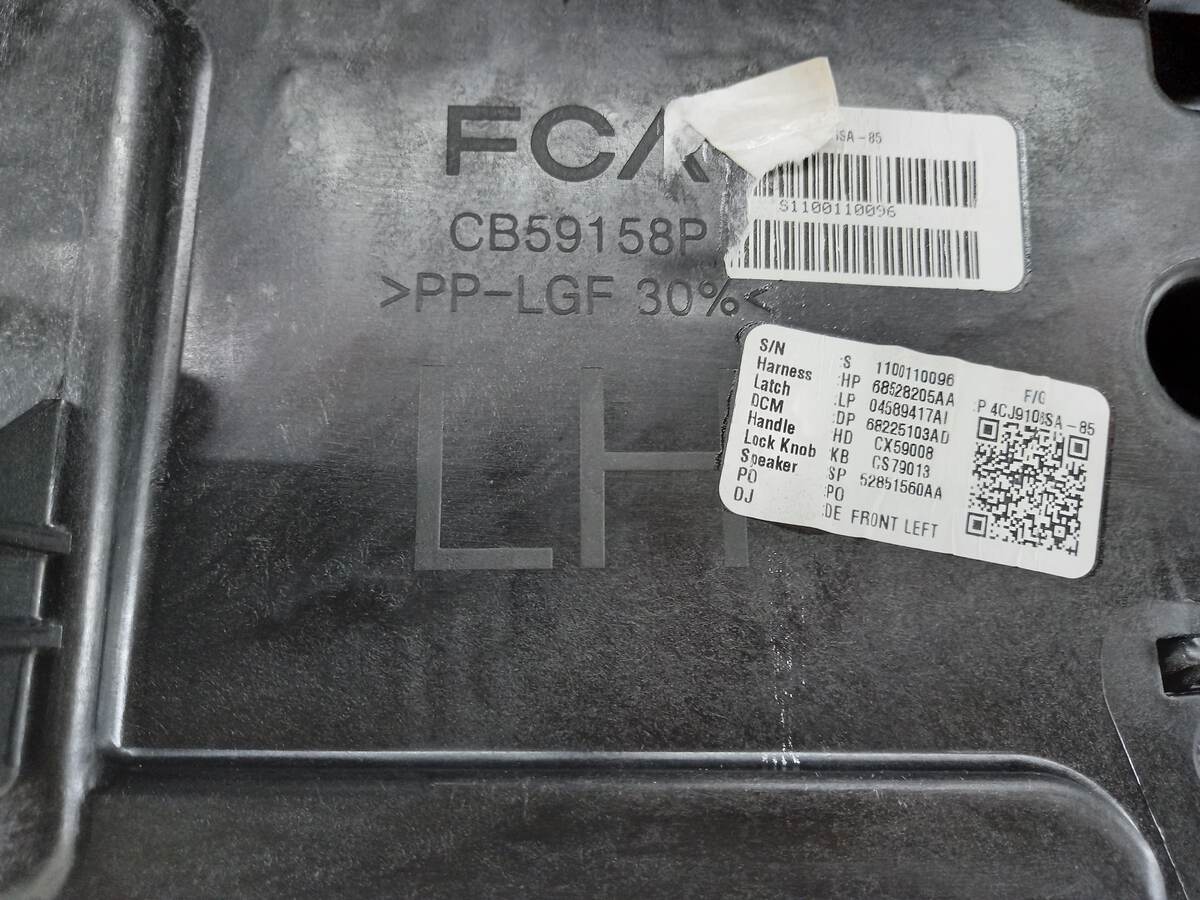 FCA
CB59158P
>PP-LGF 30%<
LH
SA-85
S1100110096
S/N :S 1100110096
Harness :HP 68528205AA
Latch :LP 04589417AI
DCM :DP 68225103AD
Handle HD CX59008
Lock Knob KB CS79013
Speaker SP
PO :PO
DJ :DE FRONT LEFT
F/G